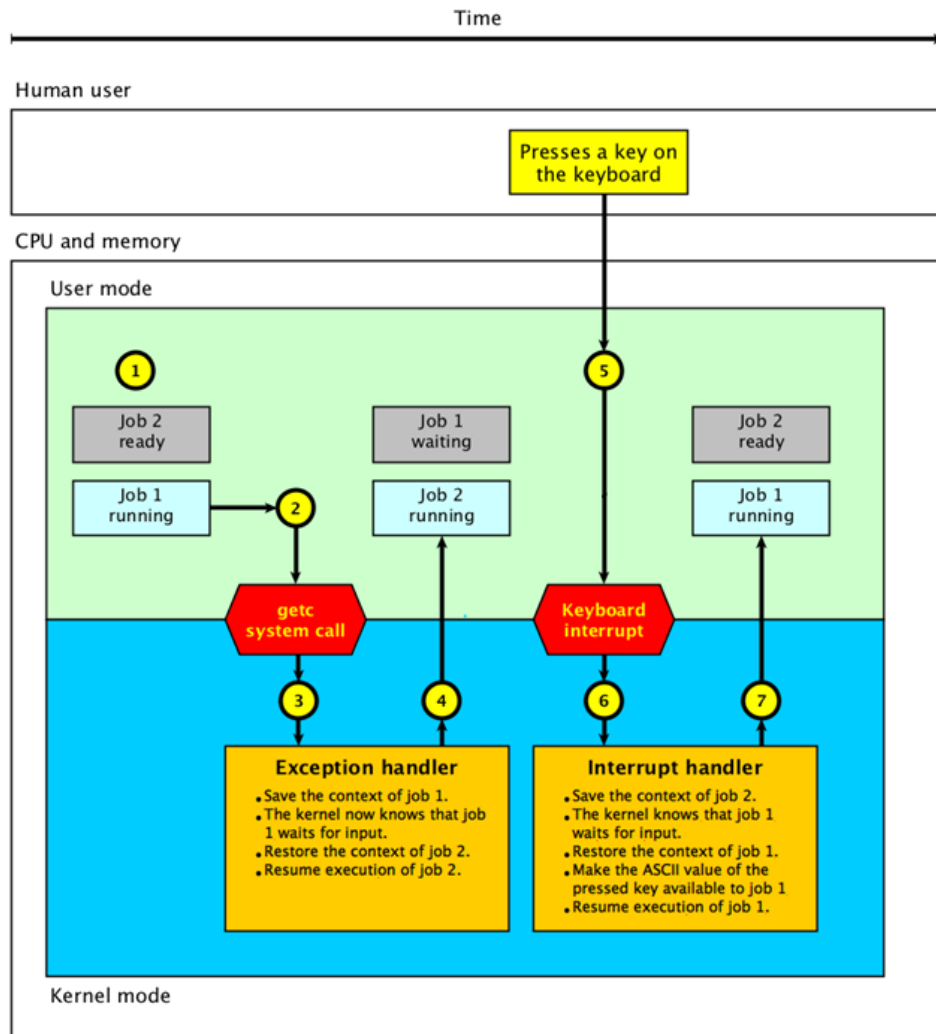 Time
Human user
Presses a key on
the keyboard
CPU and memory
User mode
1
5
Job 2
ready
Job 1
waiting
Job 2
ready
Job 1
running
2
Job 2
running
Job 1
running
getc
system call
Keyboard
interrupt
3
4
6
7
Exception handler
• Save the context of job 1.
• The kernel now knows that job
1 waits for input.
• Restore the context of job 2.
• Resume execution of job 2.
Interrupt handler
• Save the context of job 2.
• The kernel knows that job 1
waits for input.
• Restore the context of job 1.
• Make the ASCII value of the
pressed key available to job 1
• Resume execution of job 1.
Kernel mode